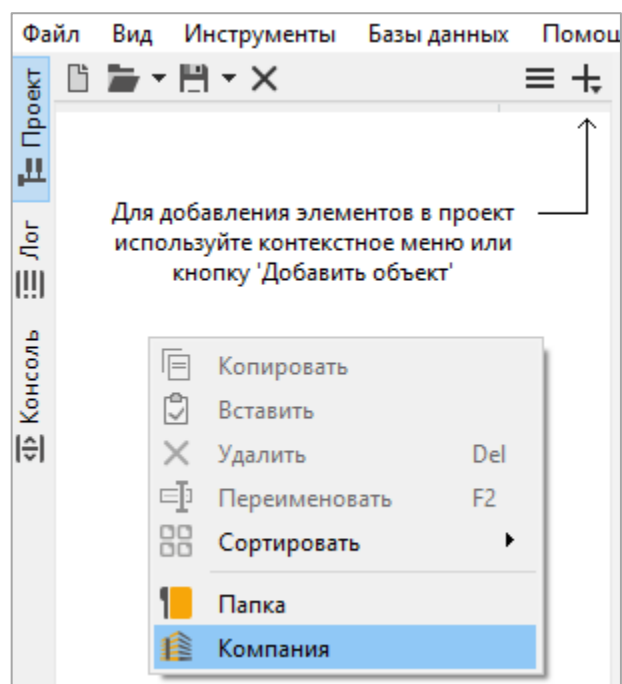 Файл Вид Инструменты Базы данных Помощ
Проект
Лог
Консоль
Для добавления элементов в проект
используйте контекстное меню или
кнопку 'Добавить объект'
Копировать
Вставить
Удалить Del
Переименовать F2
Сортировать
Папка
Компания